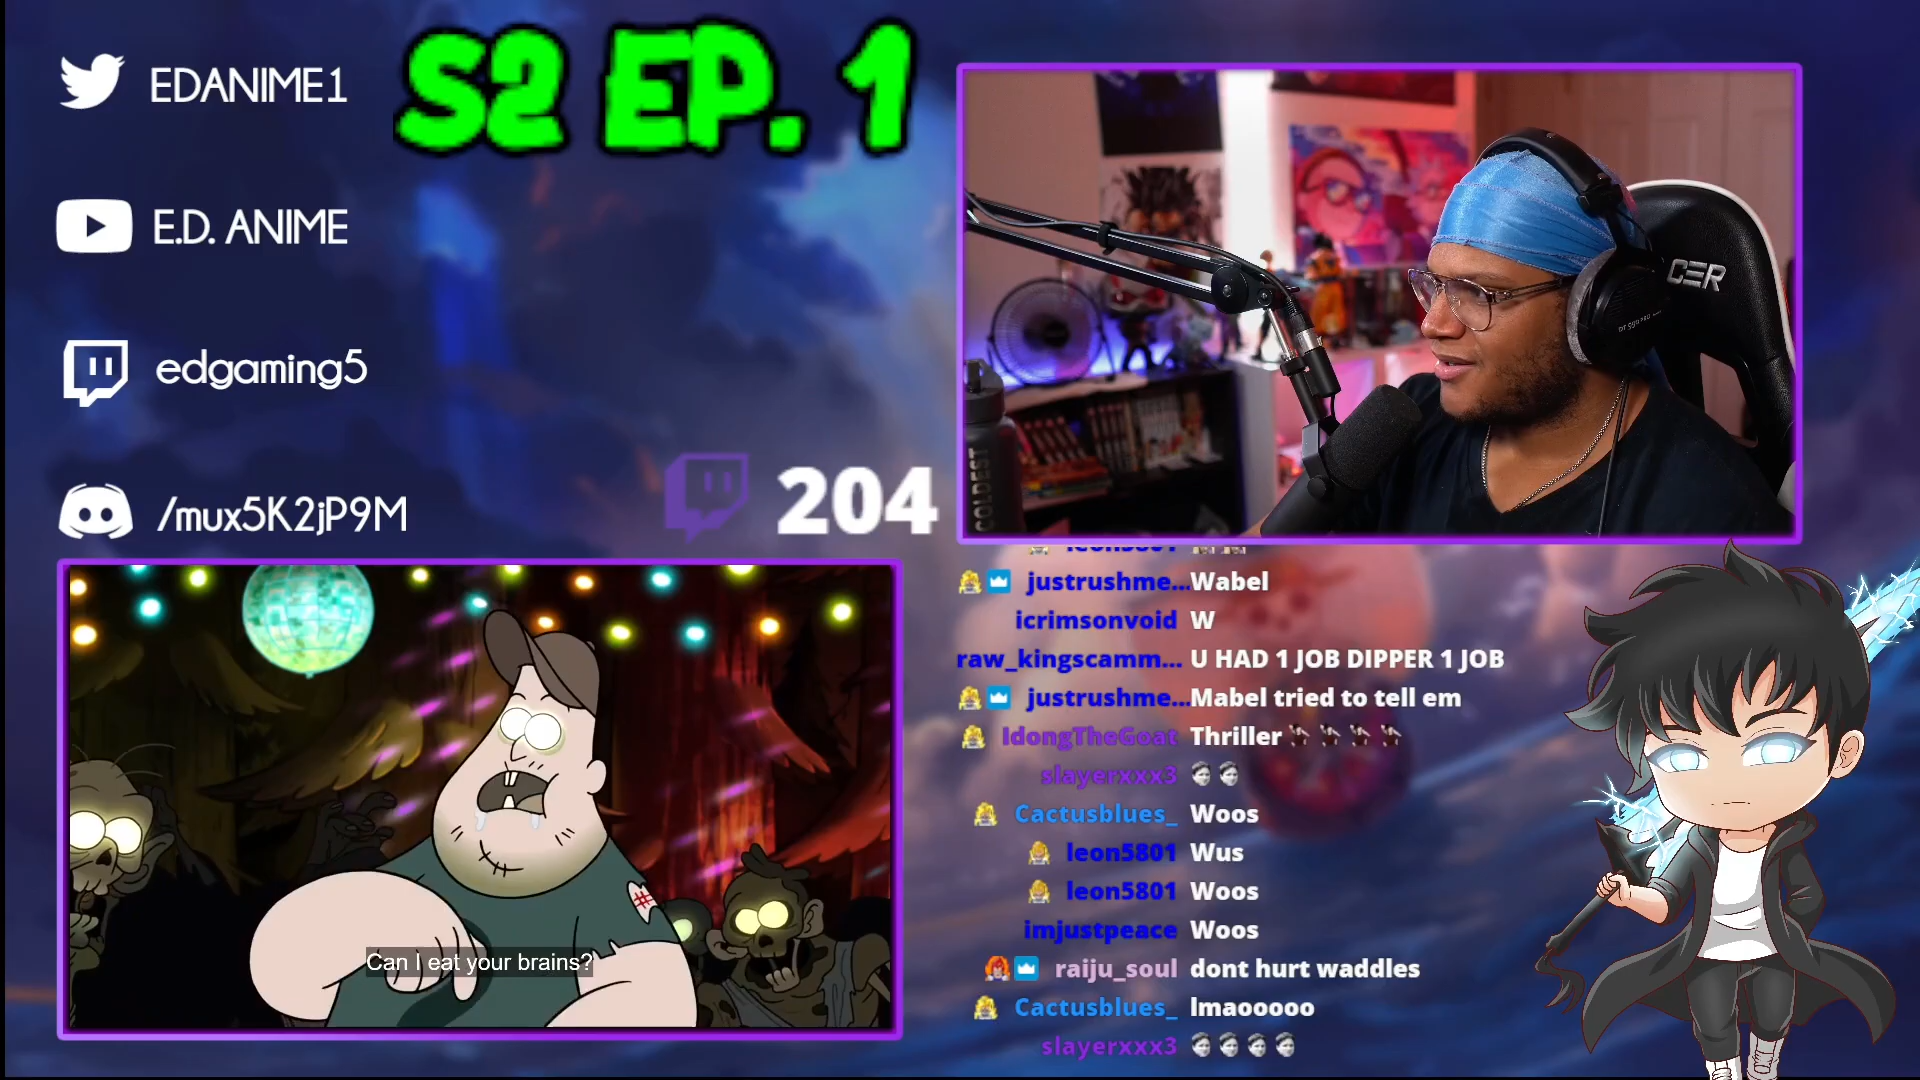 EDANIME1
S2 EP. 1
E.D. ANIME
edgaming5
/mux5K2jP9M
204
CER
COLDEST
leon5801
justrushme...Wabel
icrimsonvoid W
raw_kingscamm... U HAD 1 JOB DIPPER 1 JOB
justrushme...Mabel tried to tell em
IdongTheGoat Thriller
slayerxxx3
Cactusblues_ Woos
leon5801 Wus
leon5801 Woos
imjustpeace Woos
raiju_soul dont hurt waddles
Cactusblues_ lmaooooo
slayerxxx3
Can I eat your brains?